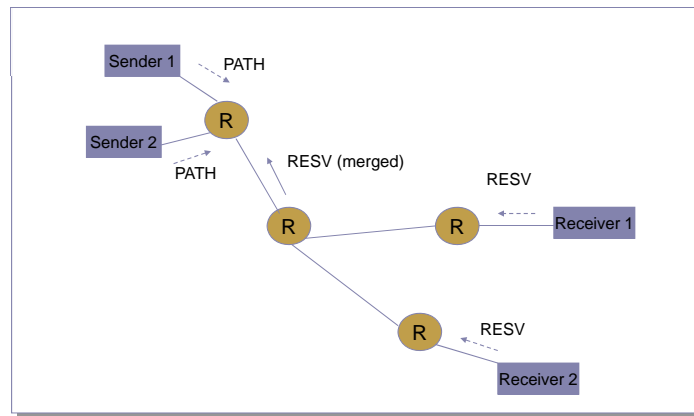 Sender 1
PATH
R
Sender 2
PATH
RESV (merged)
RESV
R
R
Receiver 1
R
RESV
Receiver 2